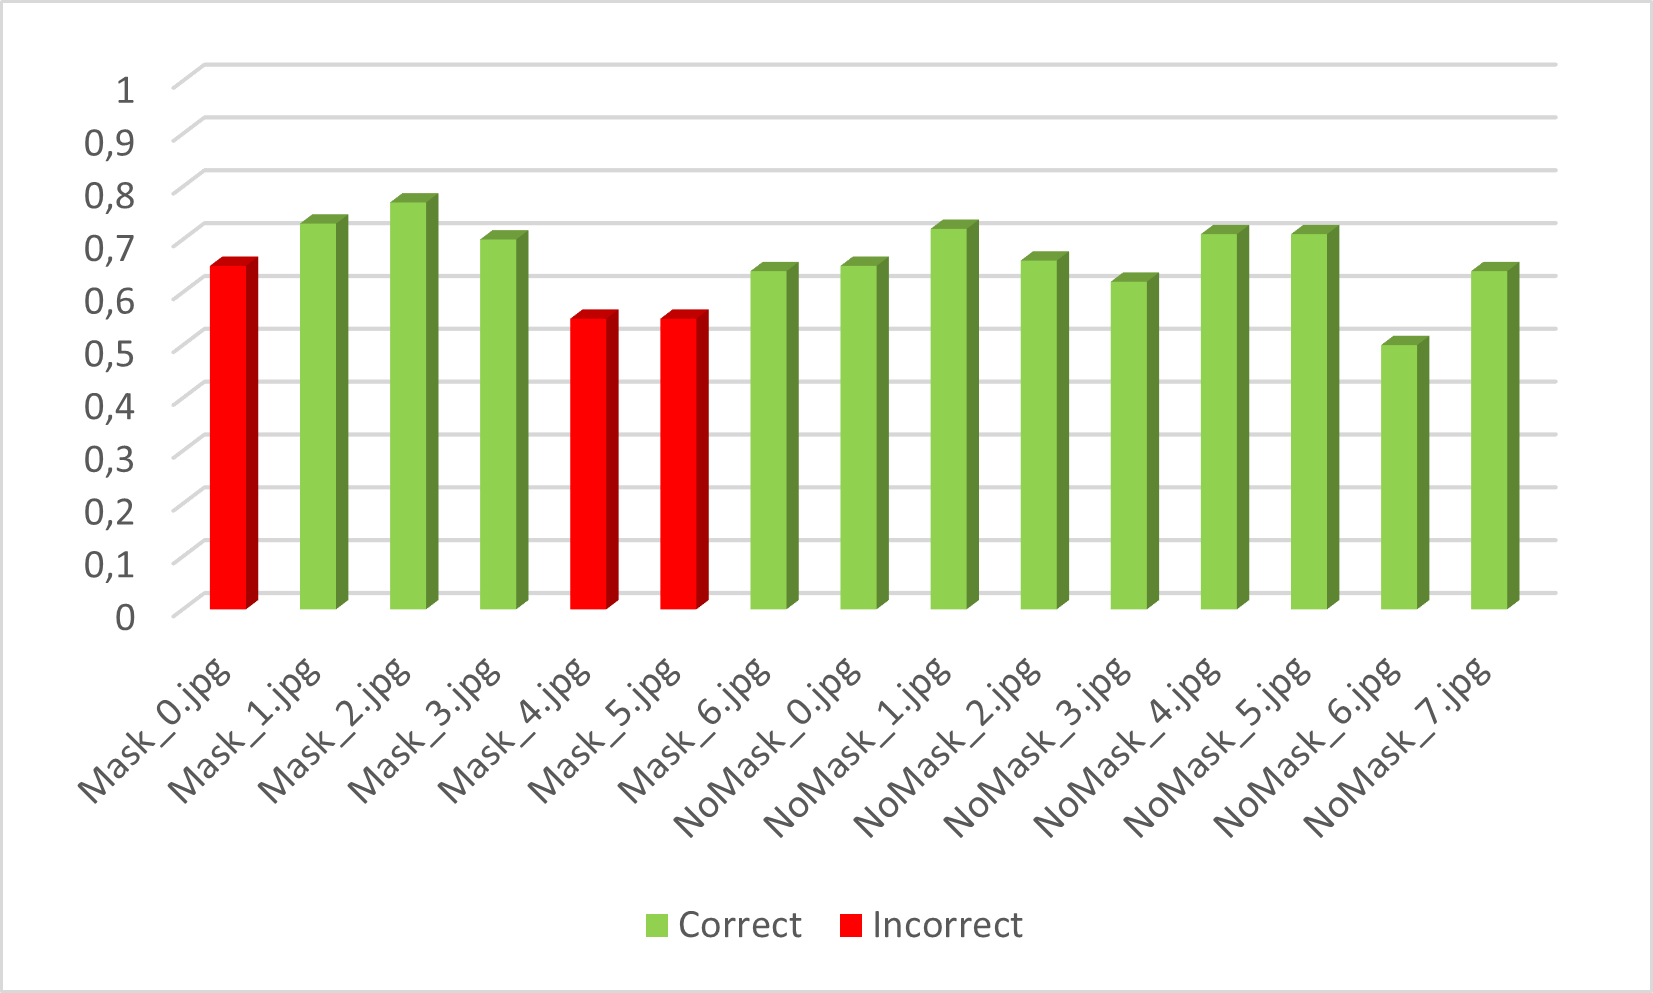 1
0,9
0,8
0,7
0,6
0,5
0,4
0,3
0,2
0,1
0
Mask_0.jpg
Mask_1.jpg
Mask_2.jpg
Mask_3.jpg
Mask_4.jpg
Mask_5.jpg
Mask_6.jpg
NoMask_0.jpg
NoMask_1.jpg
NoMask_2.jpg
NoMask_3.jpg
NoMask_4.jpg
NoMask_5.jpg
NoMask_6.jpg
NoMask_7.jpg
Correct Incorrect